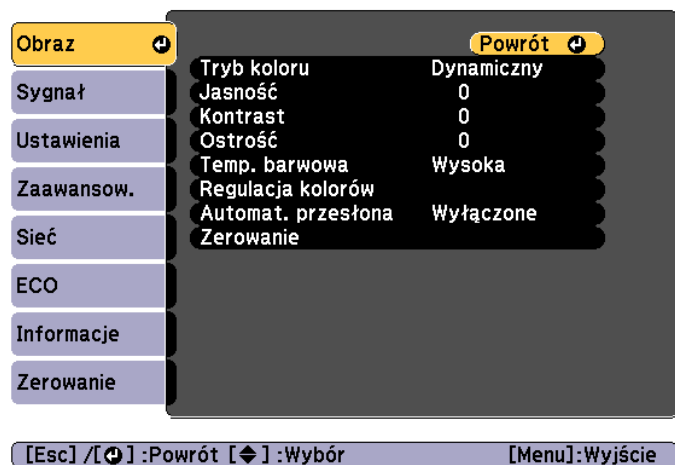 Obraz
Sygnał
Ustawienia
Zaawansow.
Sieć
ECO
Informacje
Zerowanie
Powrót
Tryb koloru Dynamiczny
Jasność 0
Kontrast 0
Ostrość 0
Temp. barwowa Wysoka
Regulacja kolorów
Automat. przesłona Wyłączone
Zerowanie
[Esc] /[ ] :Powrót [ ] :Wybór [Menu]:Wyjście